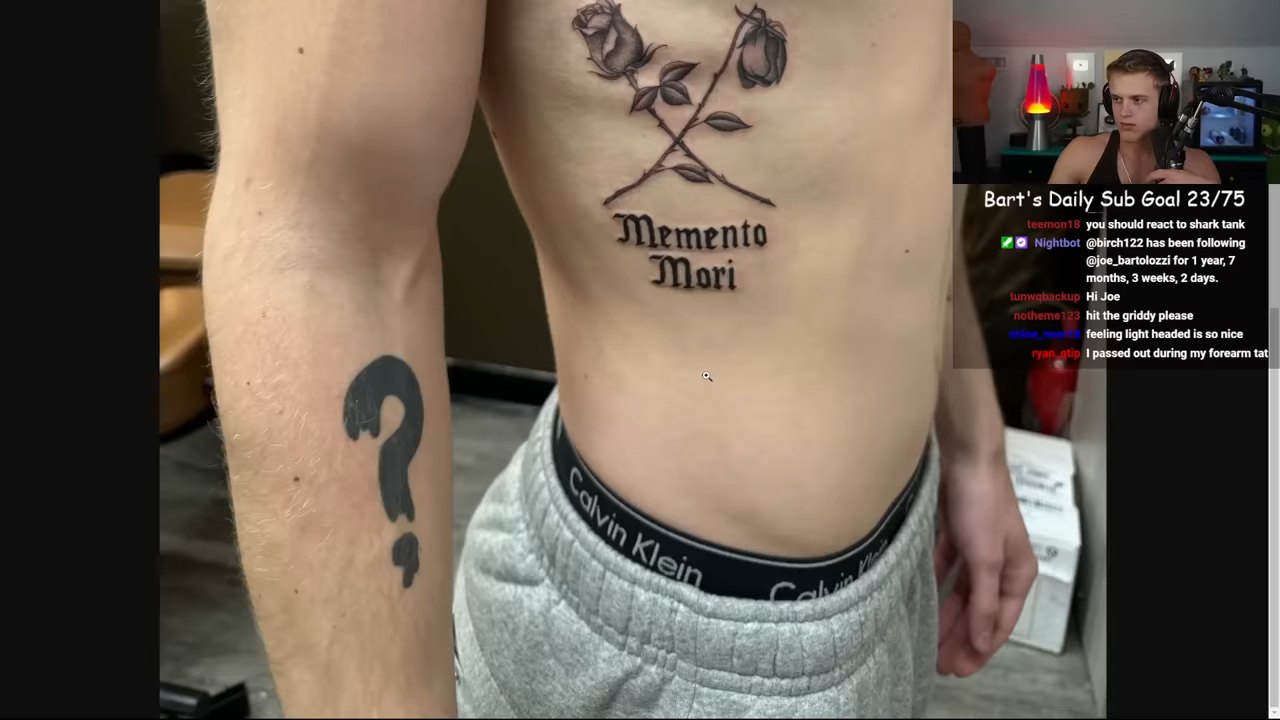 Memento
Mori
Calvin Klein
Calvin Klein
Bart's Daily Sub Goal 23/75
teemon18 you should react to shark tank
Nightbot @birch122 has been following
@joe_bartolozzi for 1 year, 7
months, 3 weeks, 2 days.
tunwqbackup Hi Joe
notheme123 hit the griddy please
feeling light headed is so nice
ryan_qtip I passed out during my forearm tat